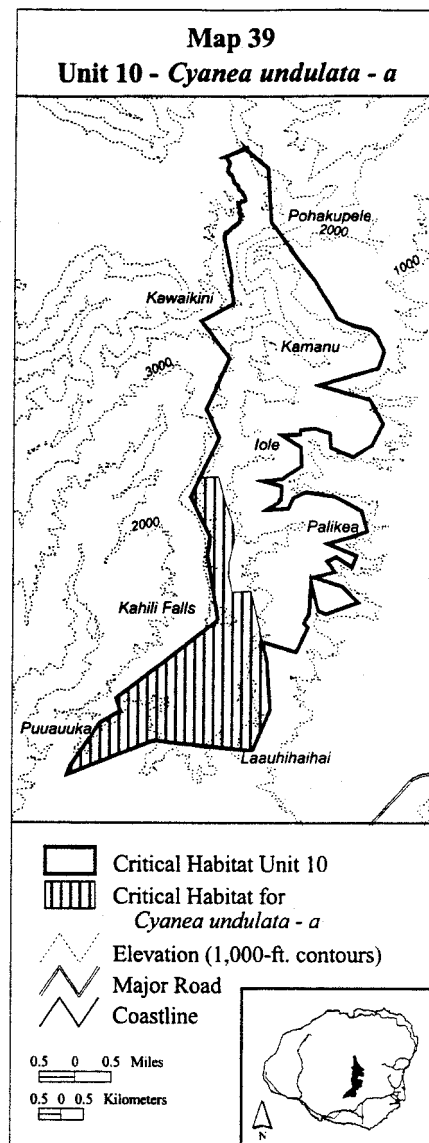 Map 39
Unit 10 - Cyanea undulata - a
Pohakupele
2000
1000
Kawaikini
Kamanu
3000
Iole
2000
Palikea
Kahili Falls
Puuauuka
Laauhihaihai
Critical Habitat Unit 10
Critical Habitat for
Cyanea undulata - a
Elevation (1,000-ft. contours)
Major Road
Coastline
0.5 0 0.5 Miles
0.5 0 0.5 Kilometers
N